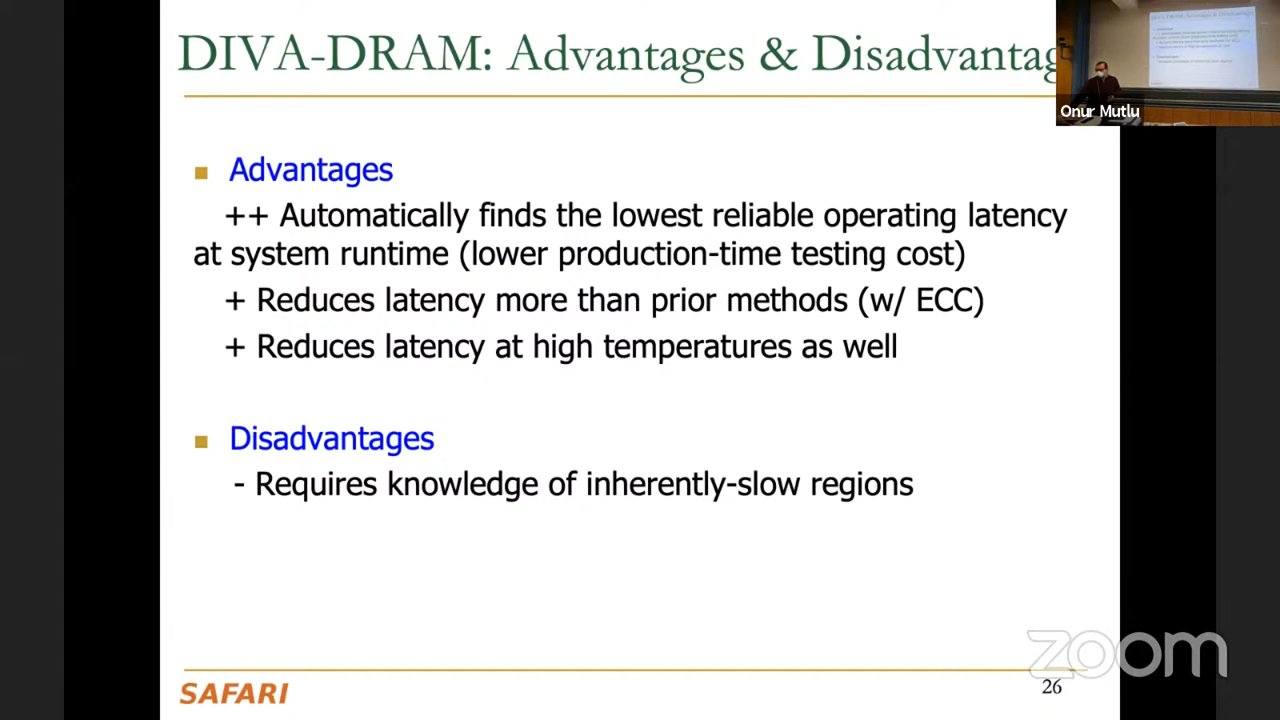 DIVA-DRAM: Advantages & Disadvantag
Onur Mutlu
Advantages
++ Automatically finds the lowest reliable operating latency
at system runtime (lower production-time testing cost)
+ Reduces latency more than prior methods (w/ ECC)
+ Reduces latency at high temperatures as well
Disadvantages
- Requires knowledge of inherently-slow regions
zoom
SAFARI
26